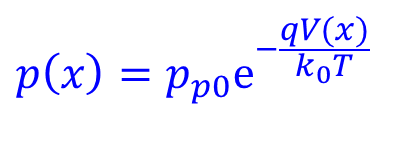 p(x) = p_{p0}e^{-\frac{qV(x)}{k_0T}}